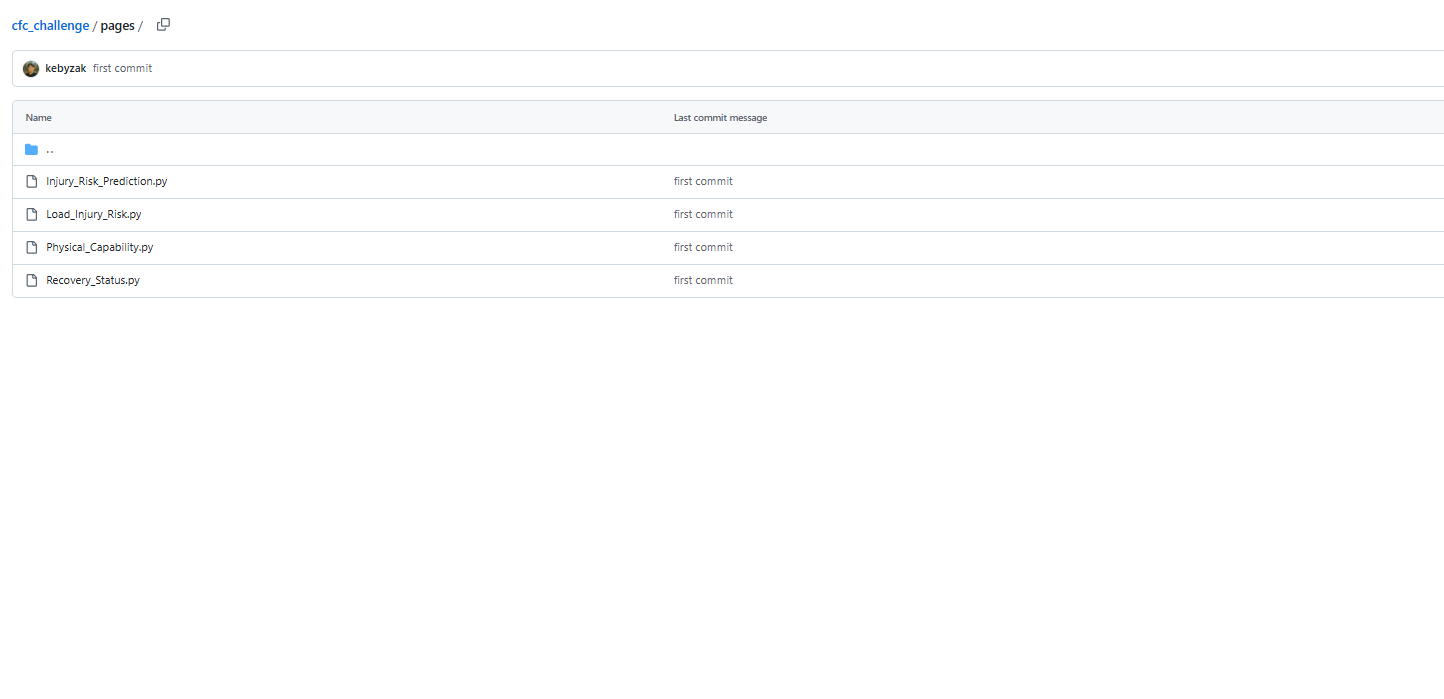 cfc_challenge / pages /
kebyzak first commit
Name Last commit message
..
Injury_Risk_Prediction.py first commit
Load_Injury_Risk.py first commit
Physical_Capability.py first commit
Recovery_Status.py first commit